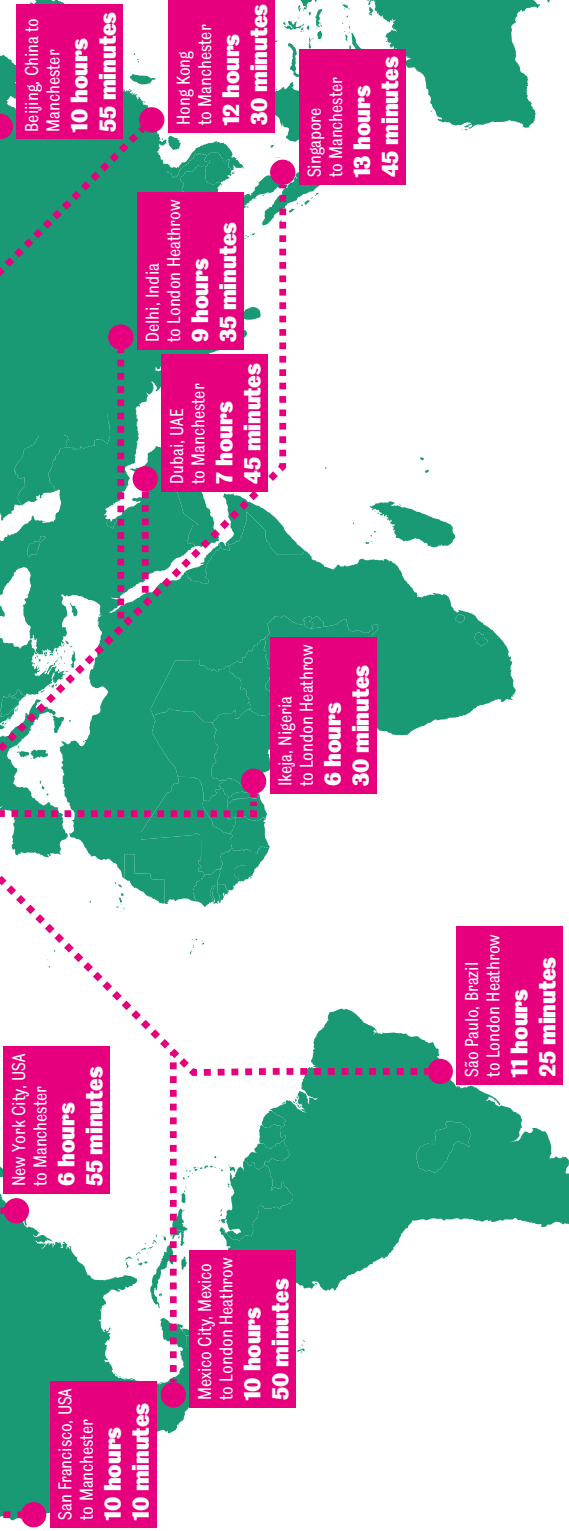 San Francisco, USA
to Manchester
10 hours
10 minutes
New York City, USA
to Manchester
6 hours
55 minutes
Mexico City, Mexico
to London Heathrow
10 hours
50 minutes
São Paulo, Brazil
to London Heathrow
11 hours
25 minutes
Ikeja, Nigeria
to London Heathrow
6 hours
30 minutes
Dubai, UAE
to Manchester
7 hours
45 minutes
Delhi, India
to London Heathrow
9 hours
35 minutes
Beijing, China to
Manchester
10 hours
55 minutes
Hong Kong
to Manchester
12 hours
30 minutes
Singapore
to Manchester
13 hours
45 minutes